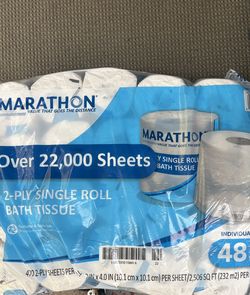 MARATHON
VALUE THAT GOES THE DISTANCE
MARATHON
Over 22,000 Sheets
Y SINGLE ROLL
BATH TISSUE
2-PLY SINGLE ROLL
BATH TISSUE
INDIVIDUA
48
400 2-PLY SHEETS PER
IN x 4.0 IN (10.1 cm x 10.1 cm) PER SHEET/2,506 SQ FT (232 m2) PER